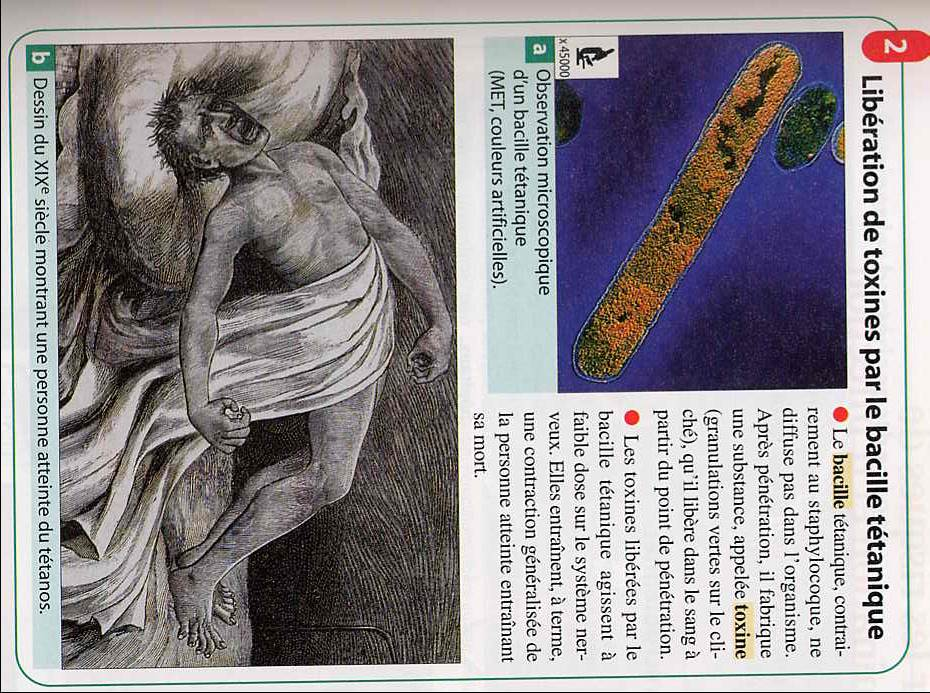 2
Libération de toxines par le bacille tétanique
x 45000
a Observation microscopique
d'un bacille tétanique
(MET, couleurs artificielles).
● Le bacille tétanique, contrai-
rement au staphylocoque, ne
diffuse pas dans l'organisme.
Après pénétration, il fabrique
une substance, appelée toxine
(granulations vertes sur le cli-
ché), qu'il libère dans le sang à
partir du point de pénétration.
● Les toxines libérées par le
bacille tétanique agissent à
faible dose sur le système ner-
veux. Elles entraînent, à terme,
une contraction généralisée de
la personne atteinte entraînant
sa mort.
b Dessin du XIXe siècle montrant une personne atteinte du tétanos.